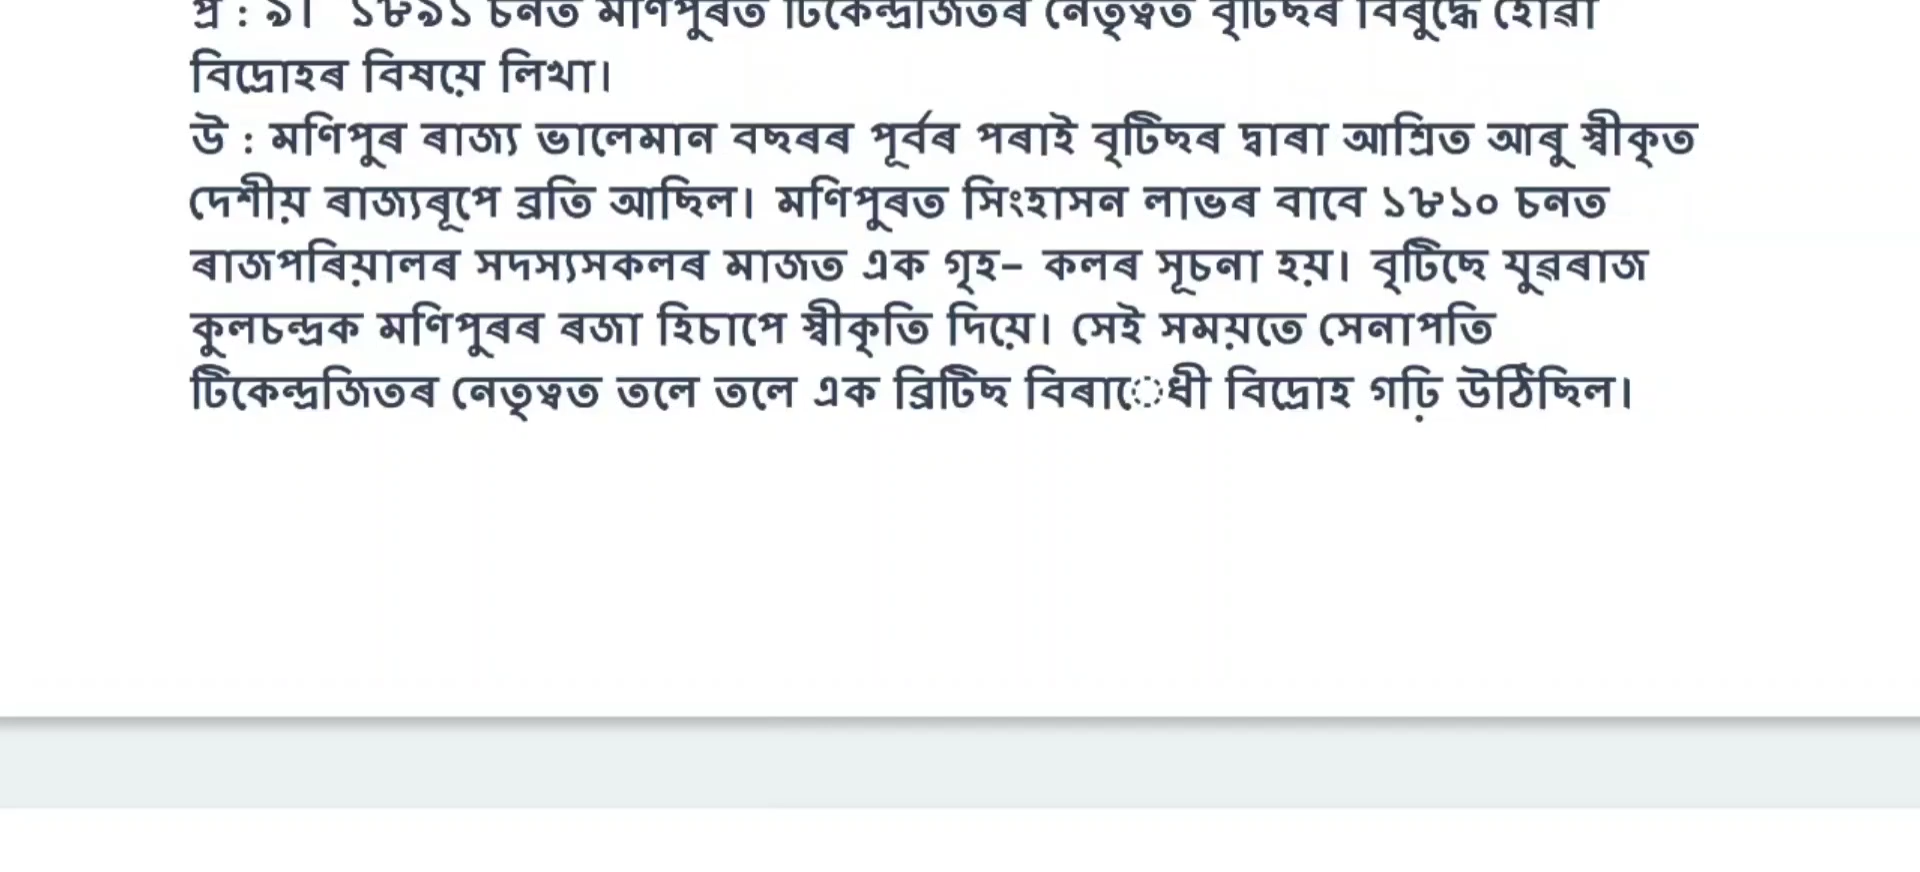 প্ৰ : ৯। ১৮৯১ চনত মণিপুৰত টিকেন্দ্ৰজিতৰ নেতৃত্বত বৃটিছৰ বিৰুদ্ধে হোৱা
বিদ্ৰোহৰ বিষয়ে লিখা।
উ : মণিপুৰ ৰাজ্য ভালেমান বছৰৰ পূৰ্বৰ পৰাই বৃটিছৰ দ্বাৰা আশ্ৰিত আৰু স্বীকৃত
দেশীয় ৰাজ্যৰূপে ব্ৰতি আছিল। মণিপুৰত সিংহাসন লাভৰ বাবে ১৮১০ চনত
ৰাজপৰিয়ালৰ সদস্যসকলৰ মাজত এক গৃহ– কলৰ সূচনা হয়। বৃটিছে যুৱৰাজ
কুলচন্দ্ৰক মণিপুৰৰ ৰজা হিচাপে স্বীকৃতি দিয়ে। সেই সময়তে সেনাপতি
টিকেন্দ্ৰজিতৰ নেতৃত্বত তলে তলে এক ব্ৰিটিছ বিৰােধী বিদ্ৰোহ গঢ়ি উঠিছিল।